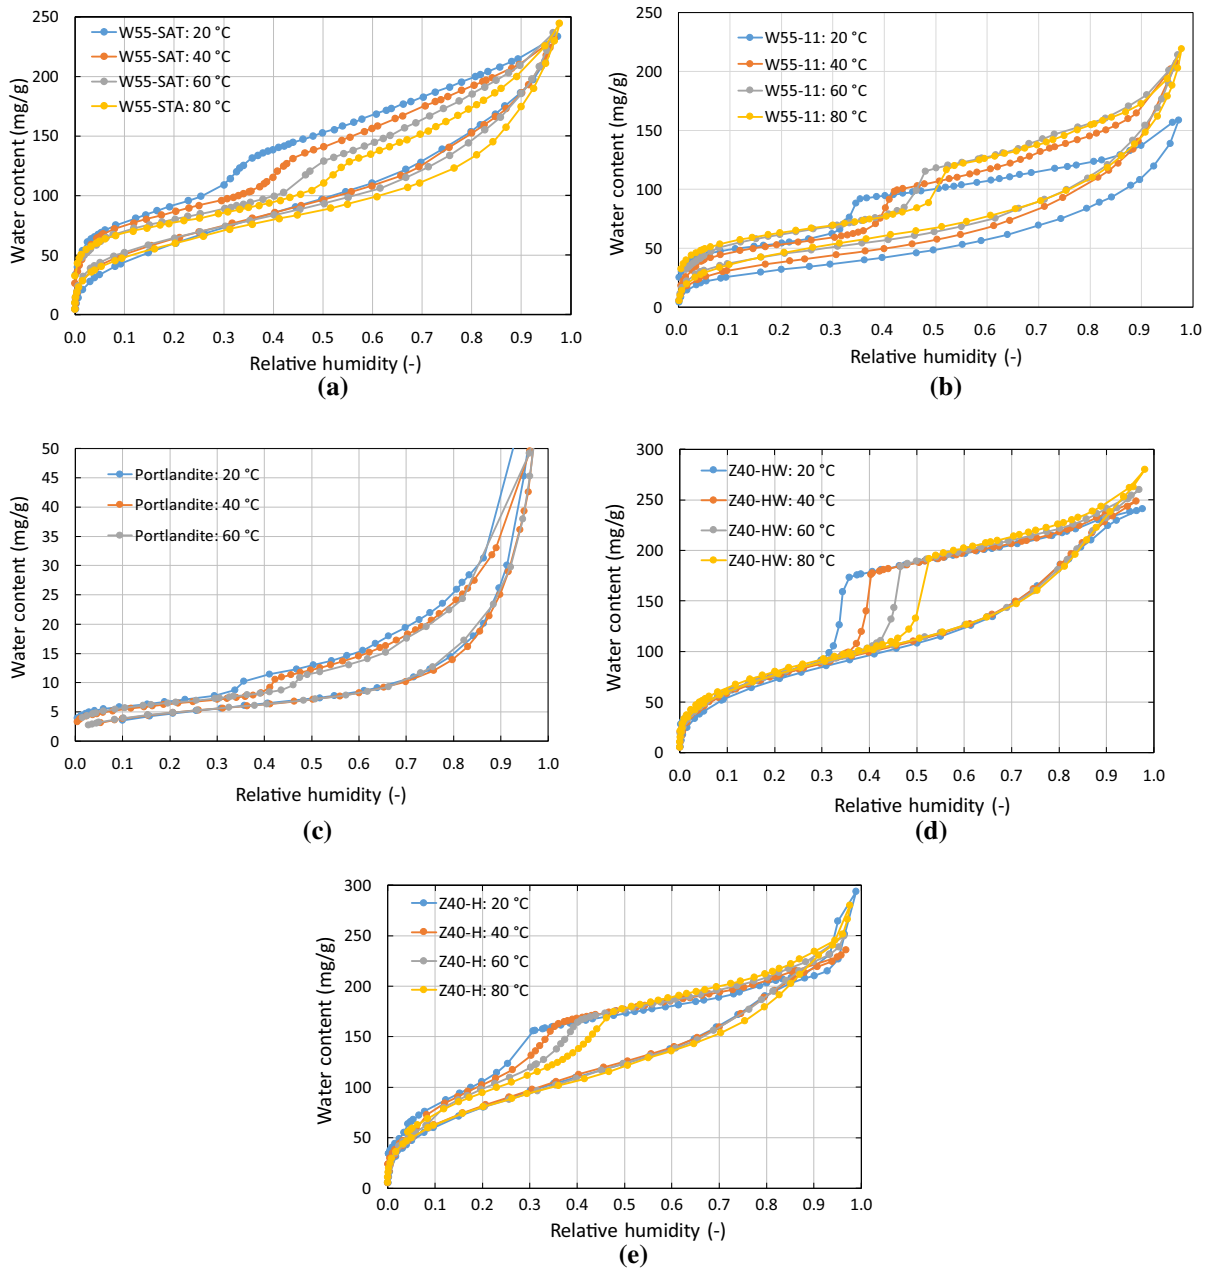 250
200
150
100
50
0
Water content (mg/g)
W55-SAT: 20 °C
W55-SAT: 40 °C
W55-SAT: 60 °C
W55-STA: 80 °C
0.0 0.1 0.2 0.3 0.4 0.5 0.6 0.7 0.8 0.9 1.0
Relative humidity (-)
(a)
250
200
150
100
50
0
Water content (mg/g)
W55-11: 20 °C
W55-11: 40 °C
W55-11: 60 °C
W55-11: 80 °C
0.0 0.1 0.2 0.3 0.4 0.5 0.6 0.7 0.8 0.9 1.0
Relative humidity (-)
(b)
50
45
40
35
30
25
20
15
10
5
0
Water content (mg/g)
Portlandite: 20 °C
Portlandite: 40 °C
Portlandite: 60 °C
0.0 0.1 0.2 0.3 0.4 0.5 0.6 0.7 0.8 0.9 1.0
Relative humidity (-)
(c)
300
250
200
150
100
50
0
Water content (mg/g)
Z40-HW: 20 °C
Z40-HW: 40 °C
Z40-HW: 60 °C
Z40-HW: 80 °C
0.0 0.1 0.2 0.3 0.4 0.5 0.6 0.7 0.8 0.9 1.0
Relative humidity (-)
(d)
300
250
200
150
100
50
0
Water content (mg/g)
Z40-H: 20 °C
Z40-H: 40 °C
Z40-H: 60 °C
Z40-H: 80 °C
0.0 0.1 0.2 0.3 0.4 0.5 0.6 0.7 0.8 0.9 1.0
Relative humidity (-)
(e)